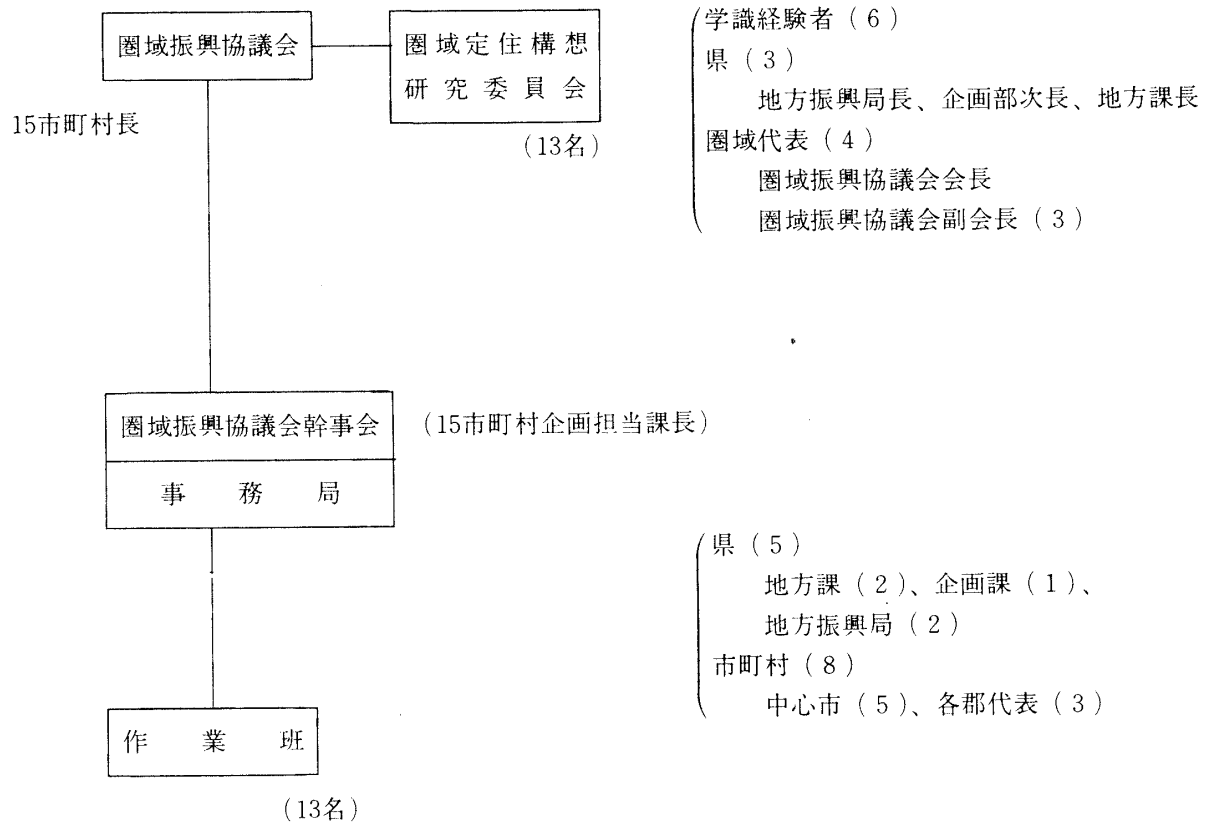 圏域振興協議会
圏域定住構想
研究委員会
(13名)
15市町村長
学識経験者(6)
県(3)
地方振興局長、企画部次長、地方課長
圏域代表(4)
圏域振興協議会会長
圏域振興協議会副会長(3)
圏域振興協議会幹事会
(15市町村企画担当課長)
事務局
県(5)
地方課(2)、企画課(1)、
地方振興局(2)
市町村(8)
中心市(5)、各郡代表(3)
作業班
(13名)